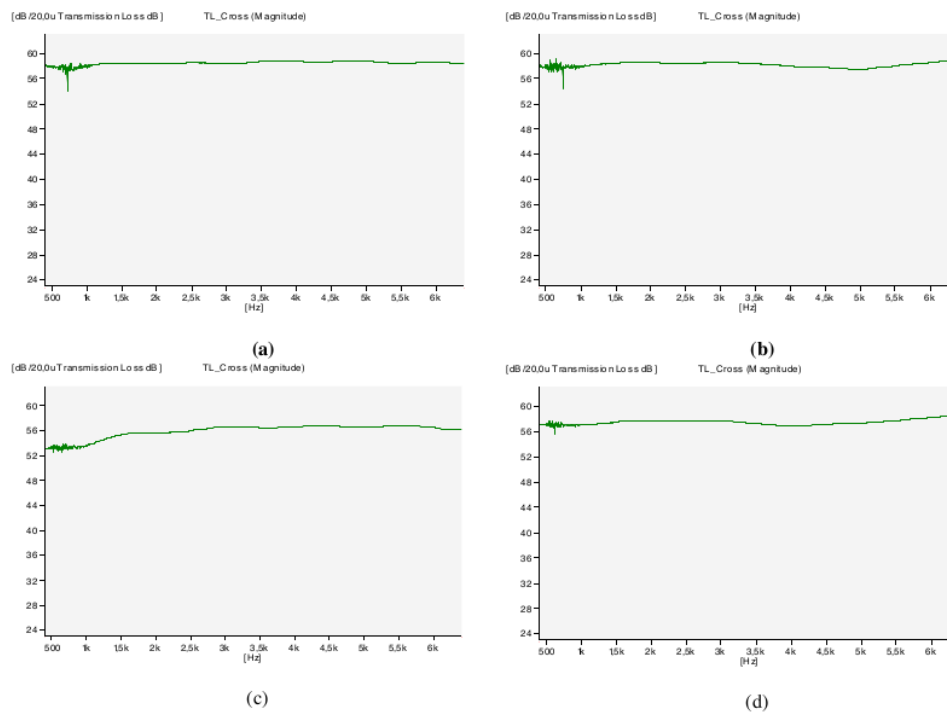 [dB/20,0u Transmission Loss dB] TL_Cross (Magnitude)
60
56
52
48
44
40
36
32
28
24
500 1k 1,5k 2k 2,5k 3k 3,5k 4k 4,5k 5k 5,5k 6k
[Hz]
(a)
[dB/20,0u Transmission Loss dB] TL_Cross (Magnitude)
60
56
52
48
44
40
36
32
28
24
500 1k 1,5k 2k 2,5k 3k 3,5k 4k 4,5k 5k 5,5k 6k
[Hz]
(b)
[dB/20,0u Transmission Loss dB] TL_Cross (Magnitude)
60
56
52
48
44
40
36
32
28
24
500 1k 1,5k 2k 2,5k 3k 3,5k 4k 4,5k 5k 5,5k 6k
[Hz]
(c)
[dB/20,0u Transmission Loss dB] TL_Cross (Magnitude)
60
56
52
48
44
40
36
32
28
24
500 1k 1,5k 2k 2,5k 3k 3,5k 4k 4,5k 5k 5,5k 6k
[Hz]
(d)